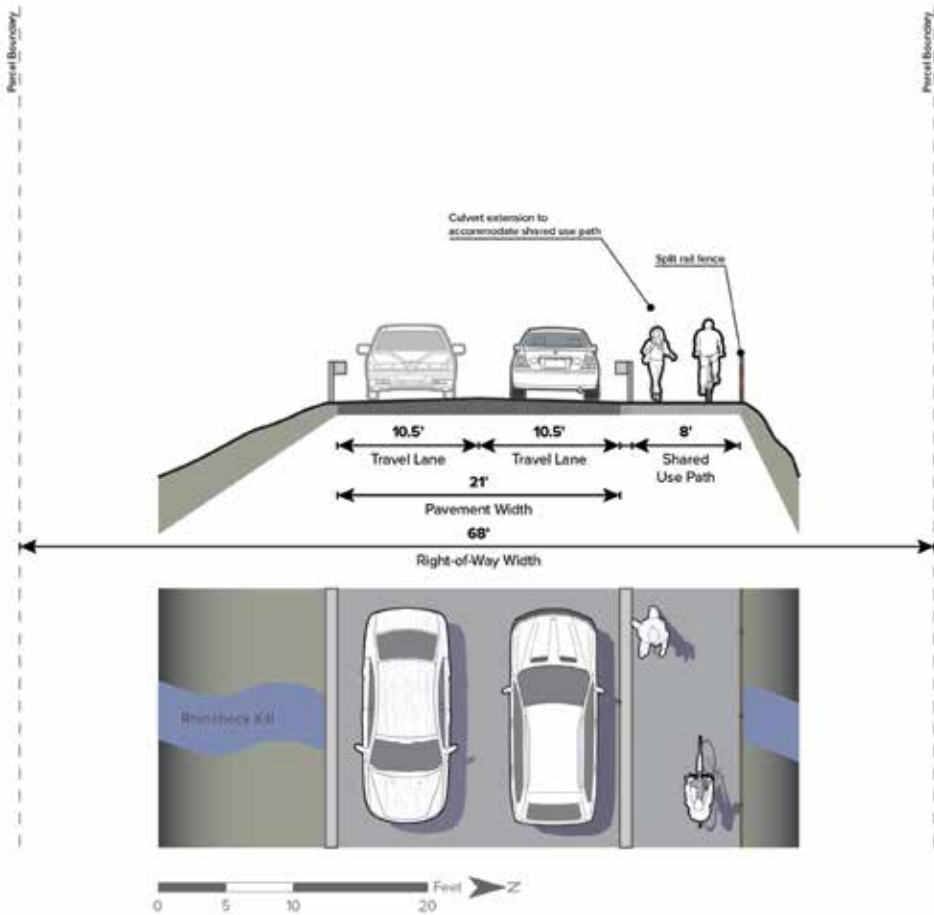 Parcel Boundary
Parcel Boundary
Culvert extension to
accommodate shared use path
Split rail fence
10.5'
10.5'
8'
Travel Lane
Travel Lane
Shared
Use Path
21'
Pavement Width
68'
Right-of-Way Width
Rhinebeck Kill
Feet
N
0
5
10
20